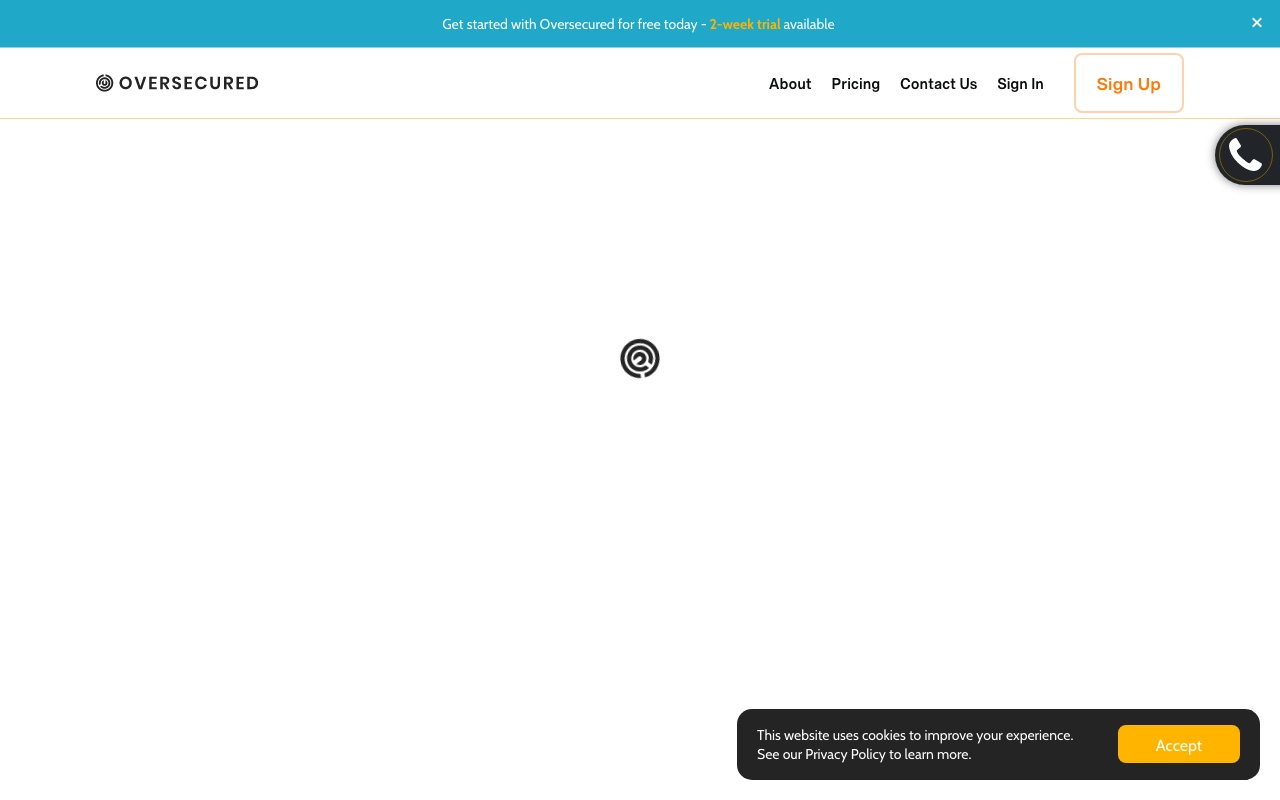 Get started with Oversecured for free today - 2-week trial available
×
OVERSECURED
About
Pricing
Contact Us
Sign In
Sign Up
This website uses cookies to improve your experience.
See our Privacy Policy to learn more.
Accept